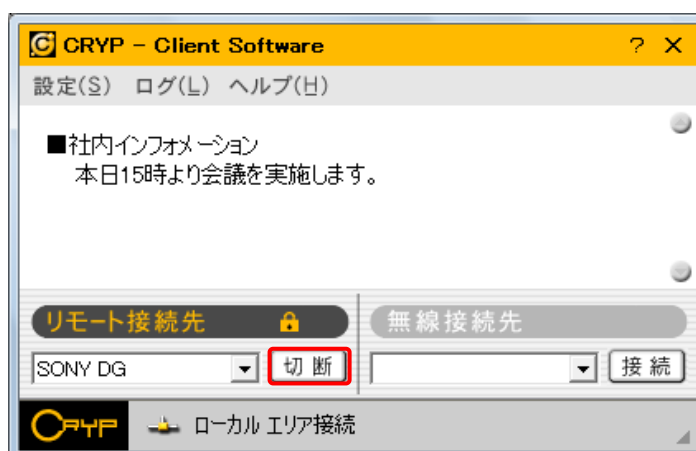 CRYP - Client Software
設定(S) ログ(L) ヘルプ(H)
■社内インフォメーション
本日15時より会議を実施します。
リモート接続先 無線接続先
SONY DG 切断 接続
CRYP ローカル エリア接続